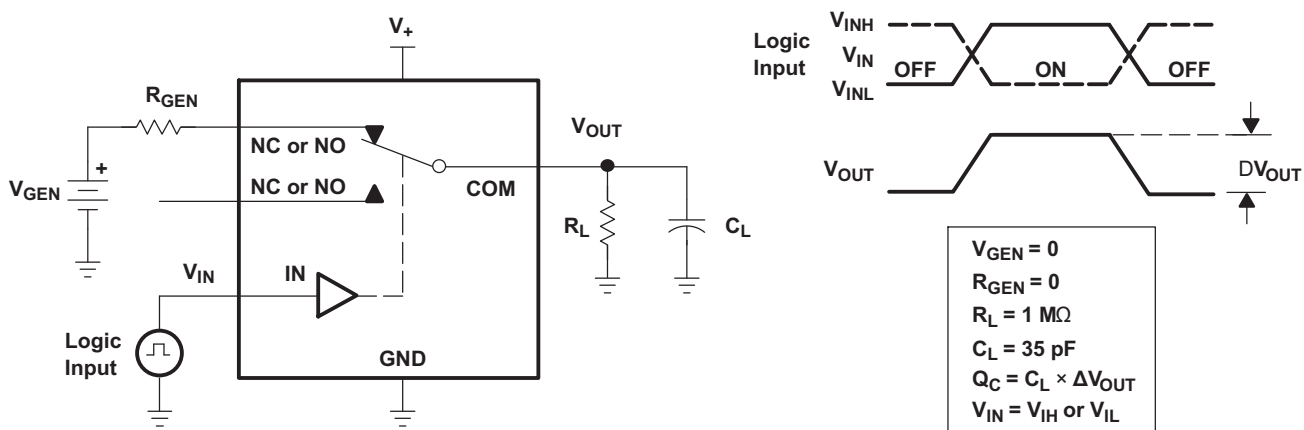 V+
RGEN
NC or NO
VOUT
VGEN
+
NC or NO
COM
RL
CL
VIN
IN
Logic
Input
GND
Logic
Input
VINH
VIN
VINL
OFF
ON
OFF
VOUT
DVOUT
VGEN = 0
RGEN = 0
RL = 1 MΩ
CL = 35 pF
QC = CL × ΔVOUT
VIN = VIH or VIL